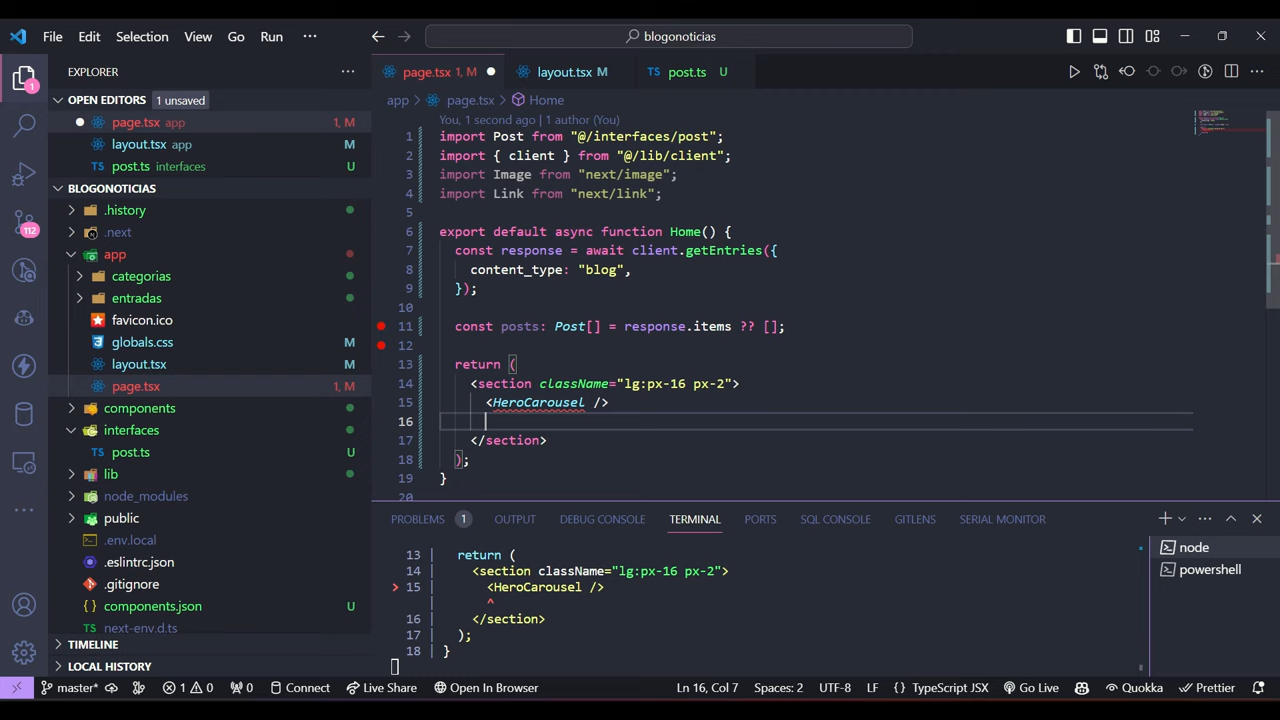 File Edit Selection View Go Run ···
blogonoticias
EXPLORER
OPEN EDITORS 1 unsaved
page.tsx app 1, M
layout.tsx app M
post.ts interfaces U
BLOGONOTICIAS
.history
.next
app
categorias
entradas
favicon.ico
globals.css M
layout.tsx M
page.tsx 1, M
components
interfaces
post.ts U
lib
node_modules
public
.env.local
.eslintrc.json
.gitignore
components.json U
next-env.d.ts
TIMELINE
LOCAL HISTORY
1
112
page.tsx 1, M
layout.tsx M
post.ts U
app page.tsx Home
You, 1 second ago | 1 author (You)
1 import Post from "@/interfaces/post";
2 import { client } from "@/lib/client";
3 import Image from "next/image";
4 import Link from "next/link";
5
6 export default async function Home() {
7 const response = await client.getEntries({
8 content_type: "blog",
9 });
10
11 const posts: Post[] = response.items ?? [];
12
13 return (
14 <section className="lg:px-16 px-2">
15 <HeroCarousel />
16
17 </section>
18 );
19 }
20
PROBLEMS 1 OUTPUT DEBUG CONSOLE TERMINAL PORTS SQL CONSOLE GITLENS SERIAL MONITOR
13 | return (
14 | <section className="lg:px-16 px-2">
> 15 | <HeroCarousel />
| ^
16 | </section>
17 | );
18 | }
node
powershell
master* 1 0 0 Connect Live Share Open In Browser Ln 16, Col 7 Spaces: 2 UTF-8 LF { } TypeScript JSX Go Live Quokka Prettier